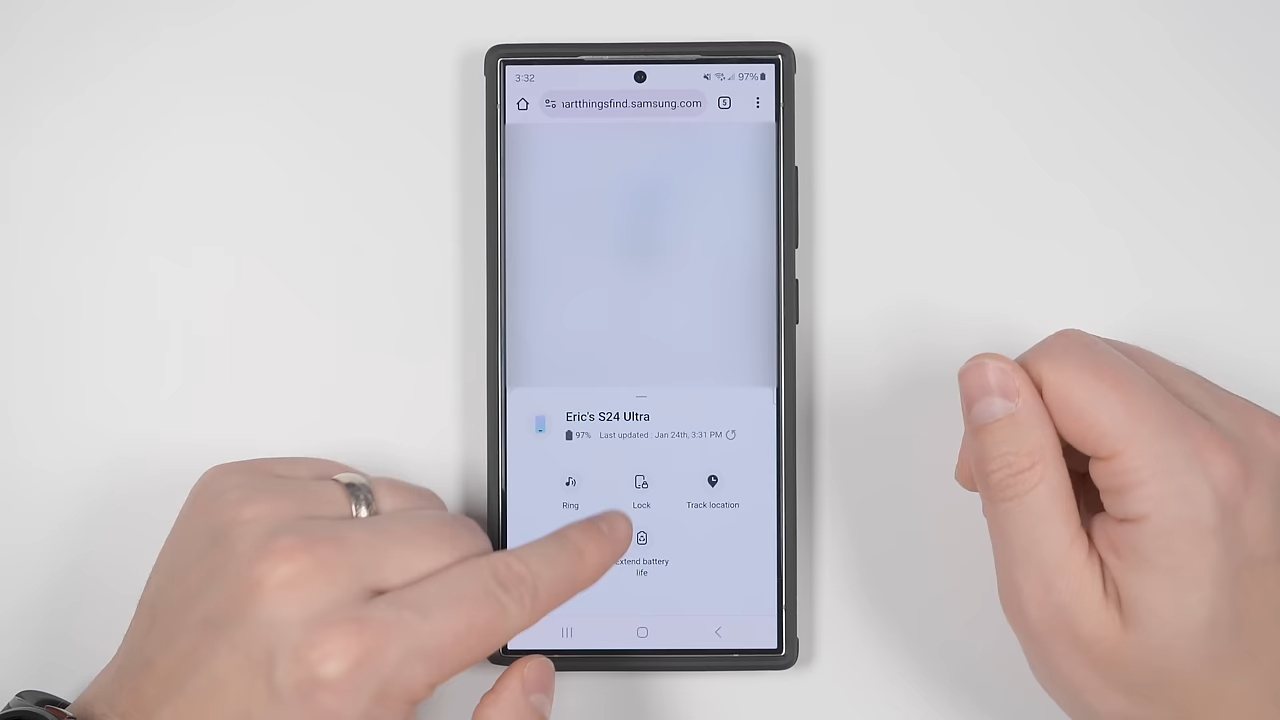 3:32 97%
artthingsfind.samsung.com 5
Eric's S24 Ultra
97% Last updated : Jan 24th, 3:31 PM
Ring Lock Track location
Extend battery
life